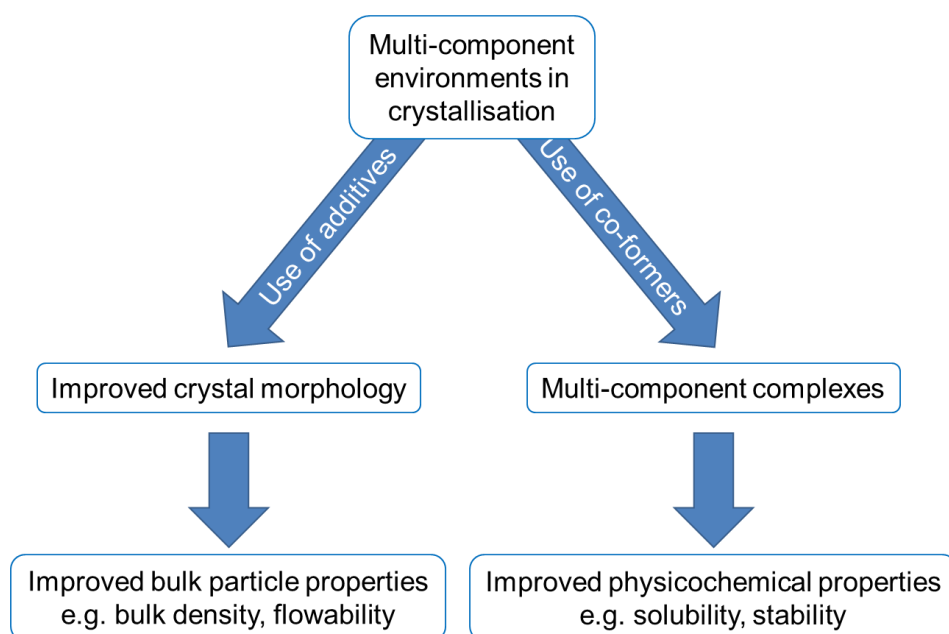 Multi-component
environments in
crystallisation
Use of additives
Use of co-formers
Improved crystal morphology
Multi-component complexes
Improved bulk particle properties
e.g. bulk density, flowability
Improved physicochemical properties
e.g. solubility, stability